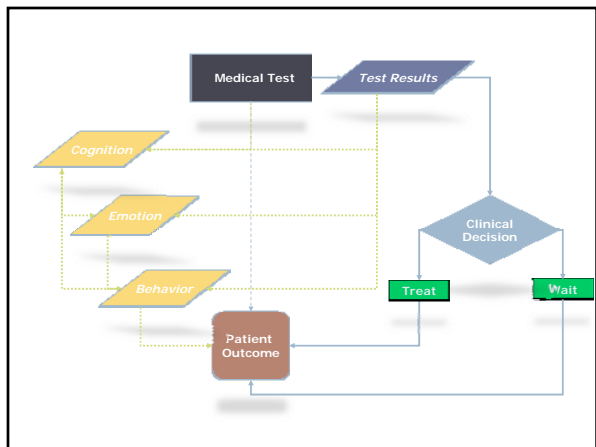 Medical Test
Test Results
Cognition
Emotion
Clinical
Decision
Behavior
Treat
Wait
Patient
Outcome